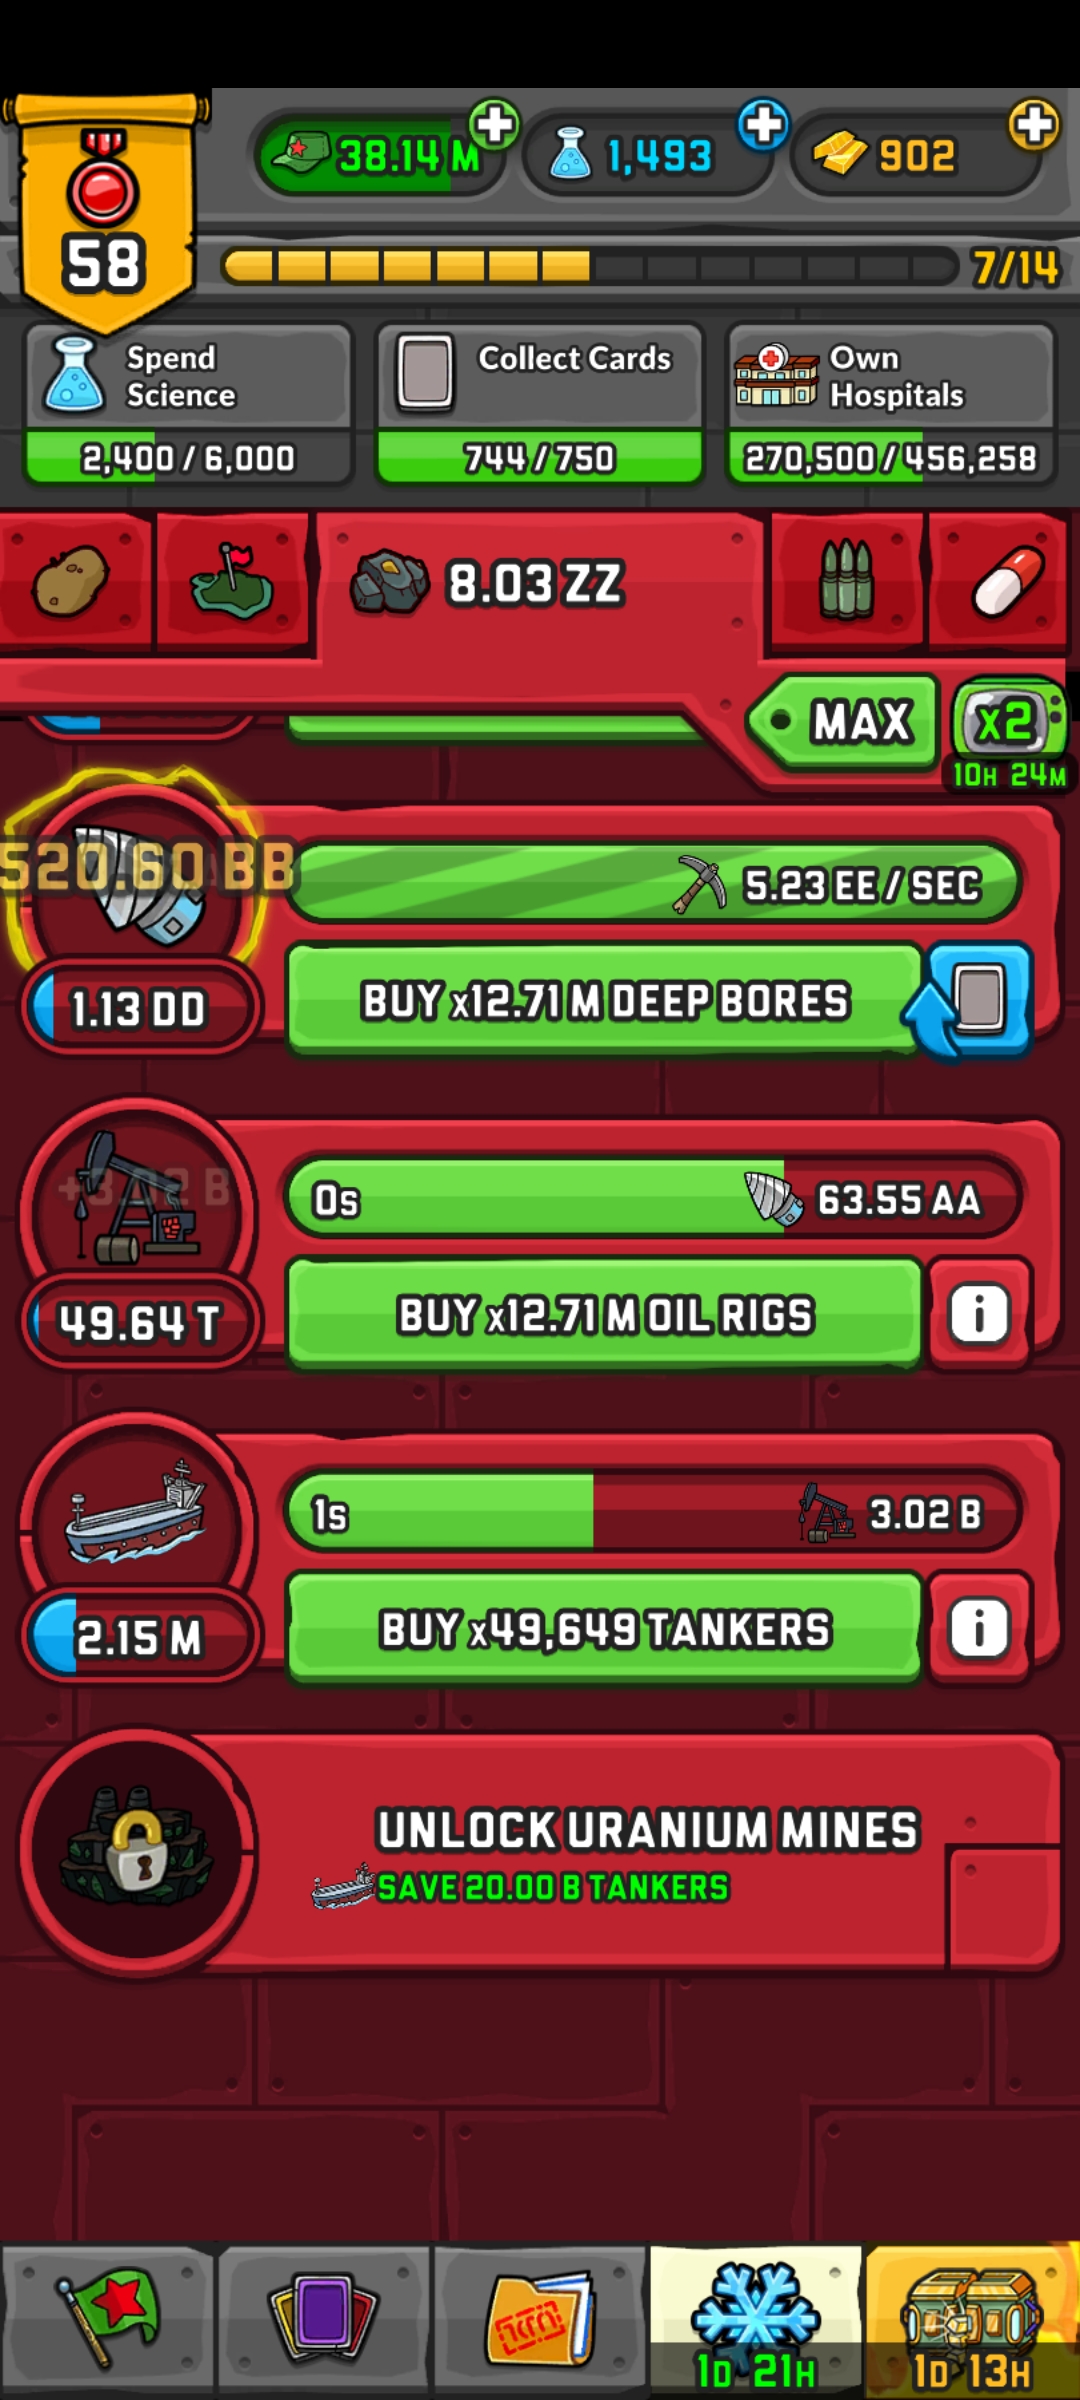 38.14 M
1,493
902
58
7/14
Spend
Science
2,400 / 6,000
Collect Cards
744 / 750
Own
Hospitals
270,500 / 456,258
8.03 ZZ
MAX
x2
10H 24M
520.60 BB
5.23 EE / SEC
1.13 DD
BUY x12.71 M DEEP BORES
+3.02 B
0s
63.55 AA
49.64 T
BUY x12.71 M OIL RIGS
i
1s
3.02 B
2.15 M
BUY x49,649 TANKERS
i
UNLOCK URANIUM MINES
SAVE 20.00 B TANKERS
1D 21H
1D 13H